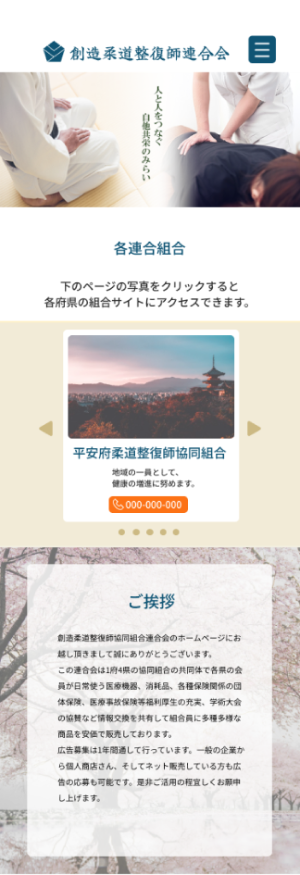 創造柔道整復師連合会
人と人をつなぐ
自他共栄のみらい
各連合組合
下のページの写真をクリックすると
各府県の組合サイトにアクセスできます。
平安府柔道整復師協同組合
地域の一員として、
健康の増進に努めます。
000-000-000
ご挨拶
創造柔道整復師協同組合連合会のホームページにお
越し頂きまして誠にありがとうございます。
この連合会は1府4県の協同組合の共同体で各県の会
員が日常使う医療機器、消耗品、各種保険関係の団
体保険、医療事故保険等福利厚生の充実、学術大会
の協賛など情報交換を共有して組合員に多種多様な
商品を安価で販売しております。
広告募集は1年間通して行っています。一般の企業か
ら個人商店さん、そしてネット販売している方も広
告の応募も可能です。是非ご活用の程宜しくお願申
し上げます。